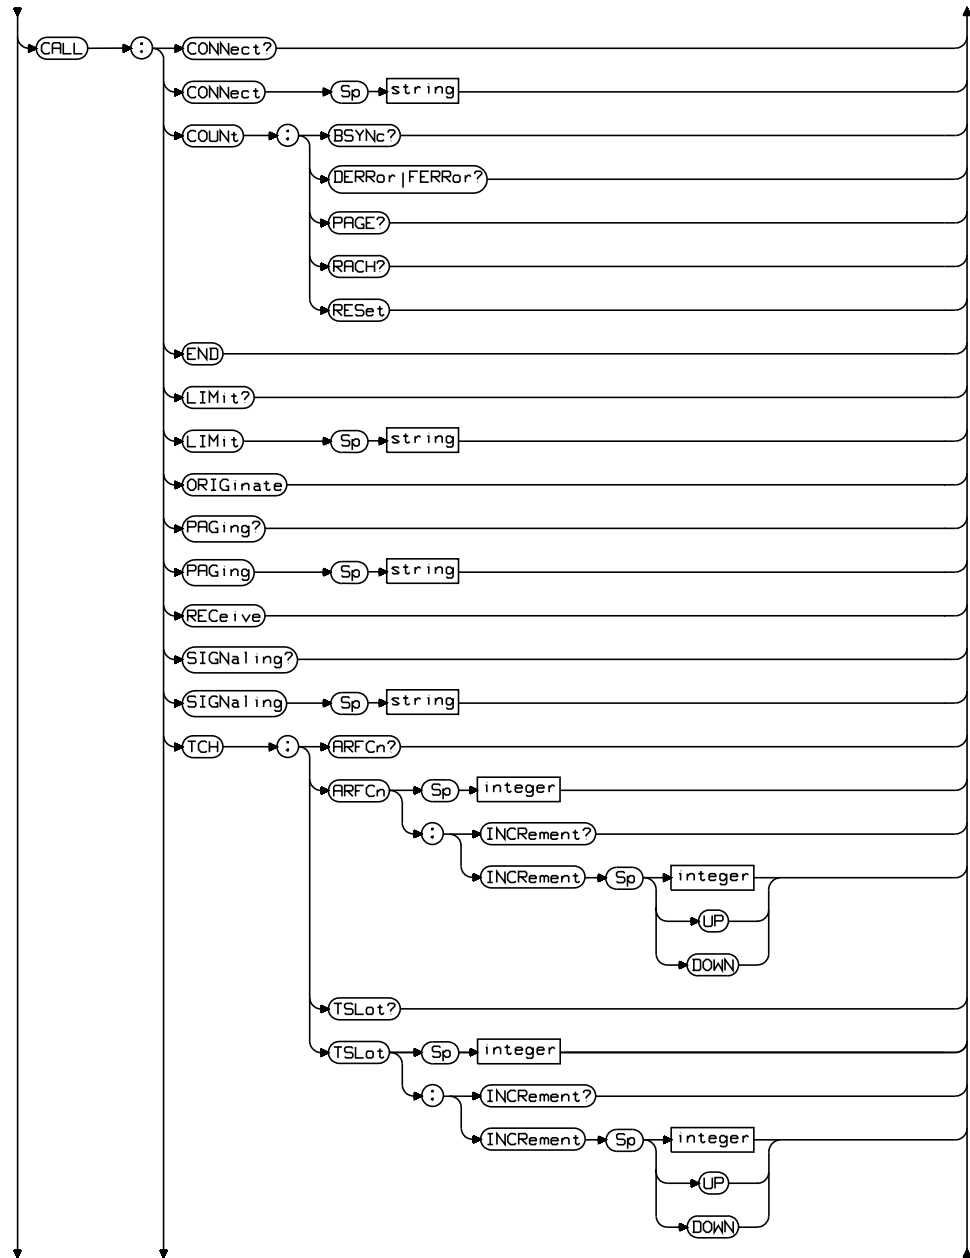 CALL : CONNect?
CONNect Sp string
COUNt : BSYNc?
DERRor|FERRor?
PAGE?
RACH?
RESet
END
LIMit?
LIMit Sp string
ORIGinate
PAGing?
PAGing Sp string
RECeive
SIGNaling?
SIGNaling Sp string
TCH : ARFCn?
ARFCn Sp integer
: INCRement?
INCRement Sp integer
UP
DOWN
TSLot?
TSLot Sp integer
: INCRement?
INCRement Sp integer
UP
DOWN